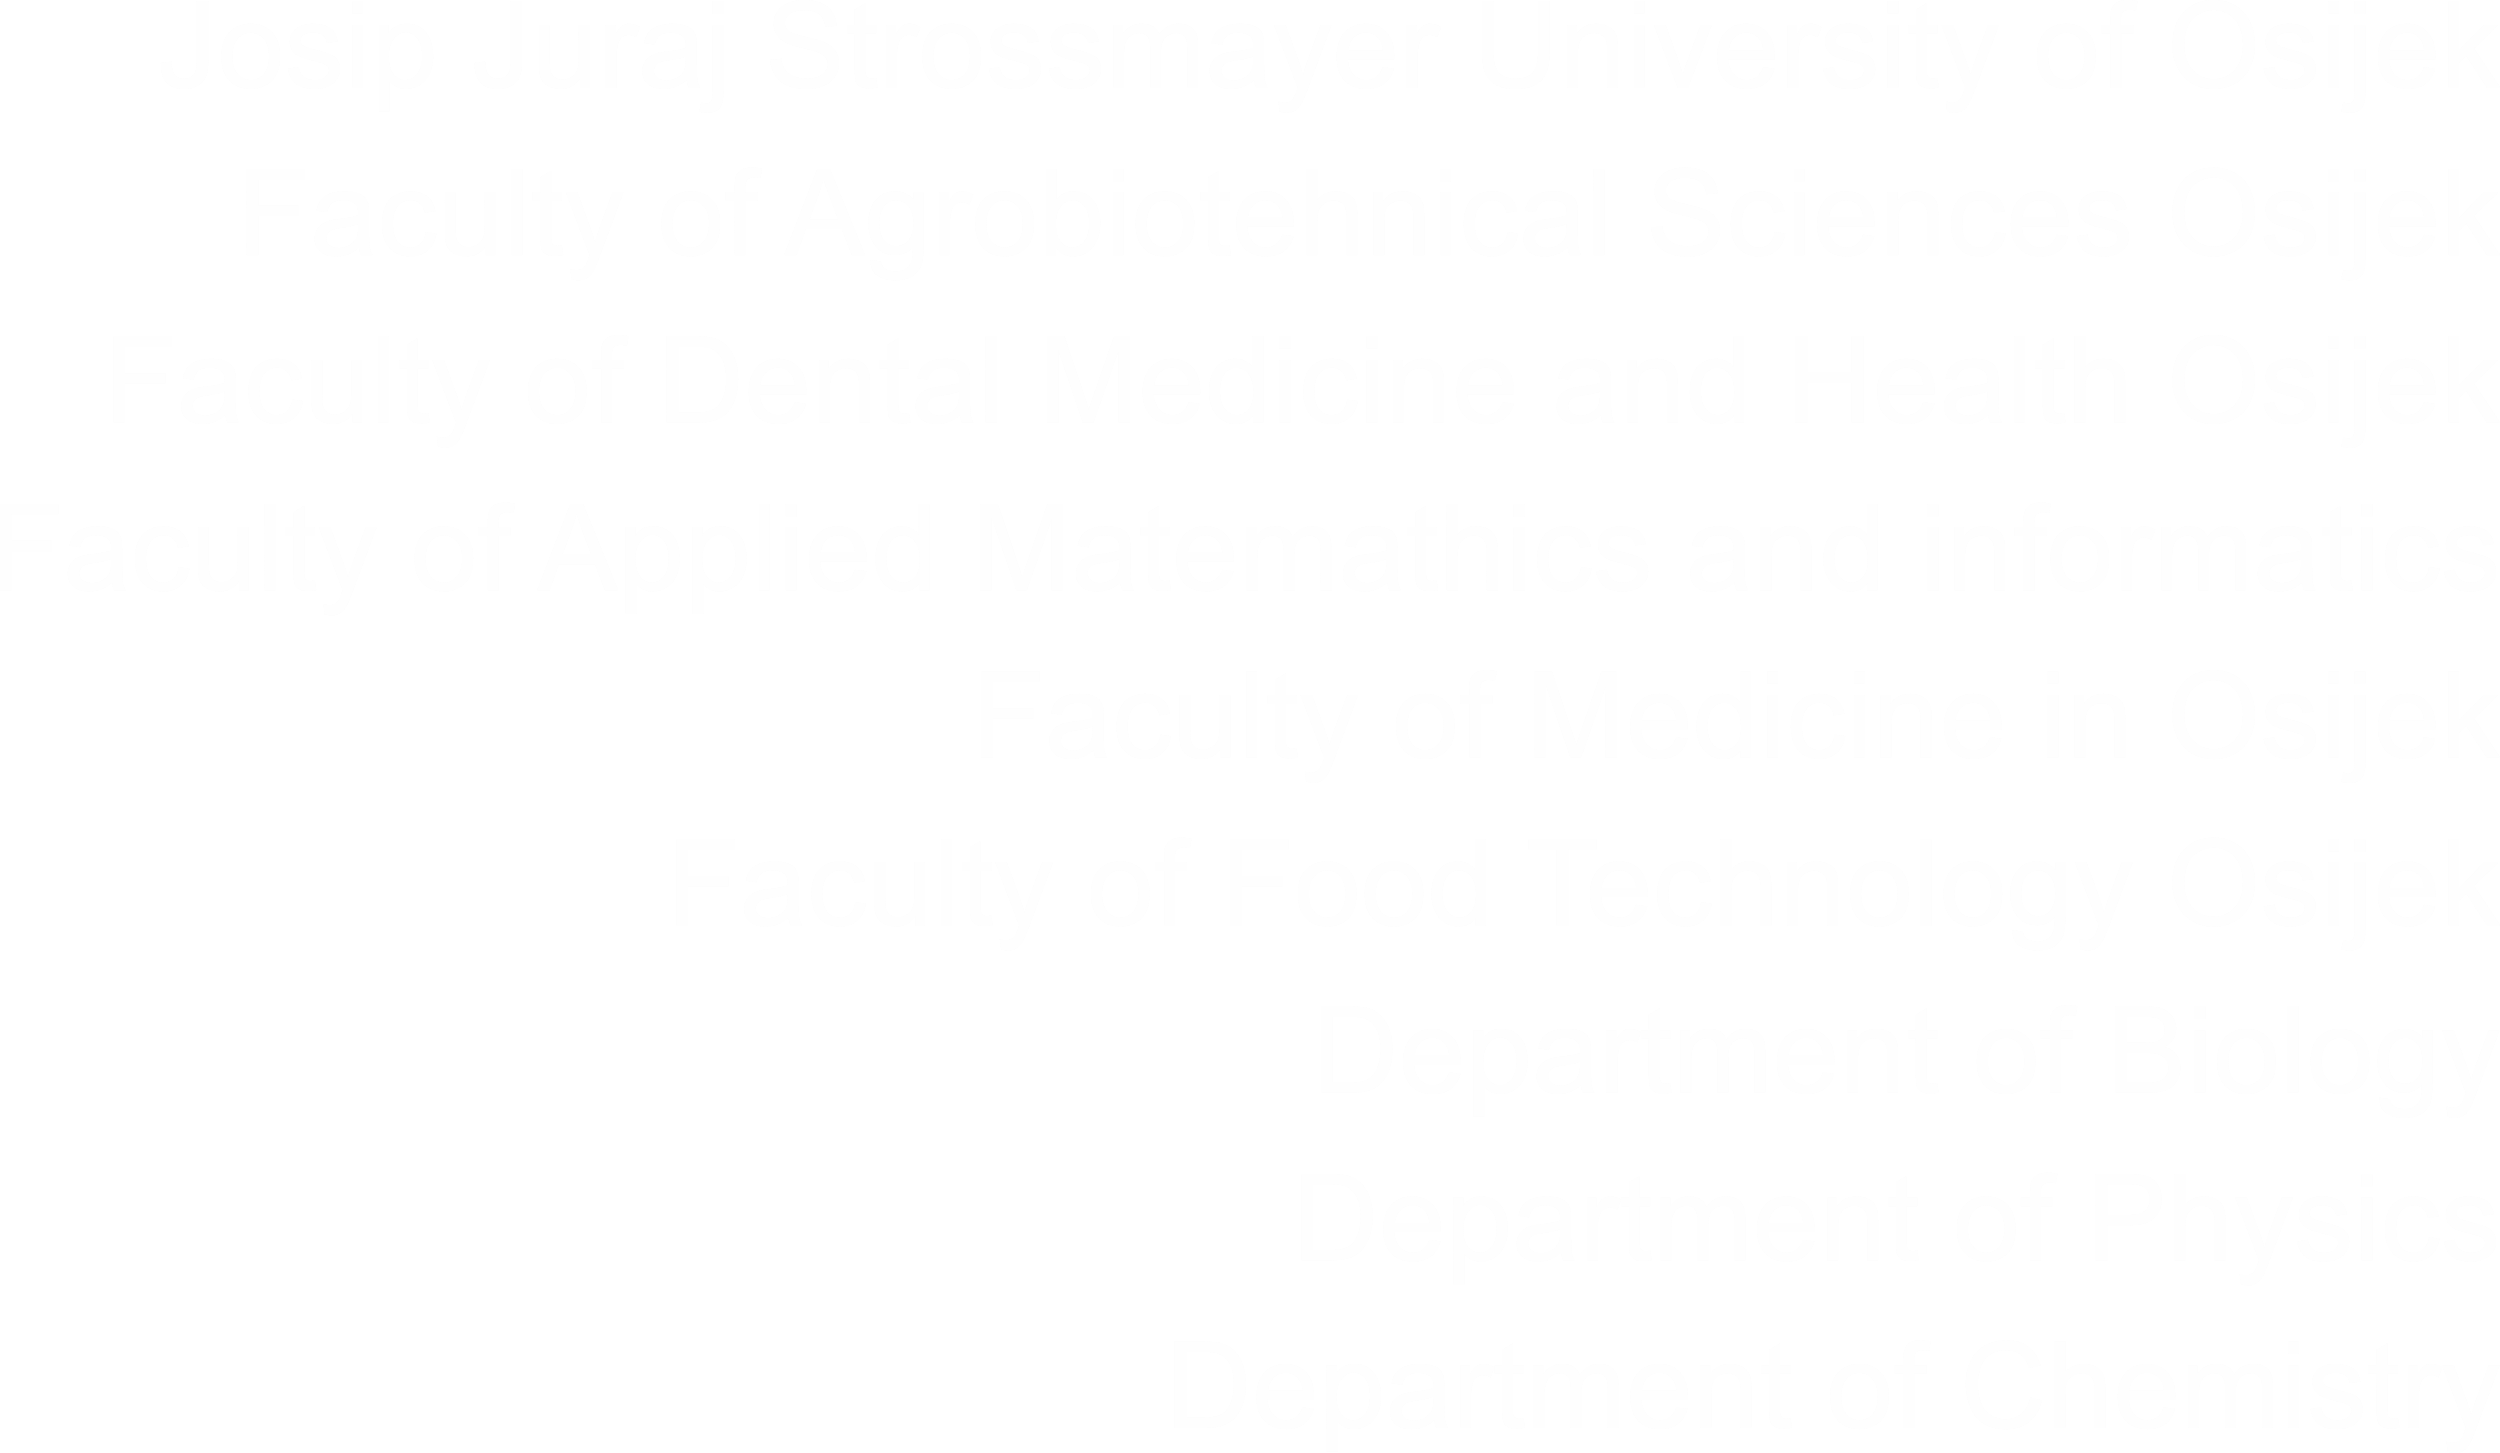 Josip Juraj Strossmayer University of Osijek
Faculty of Agrobiotehnical Sciences Osijek
Faculty of Dental Medicine and Health Osijek
Faculty of Applied Matemathics and informatics
Faculty of Medicine in Osijek
Faculty of Food Technology Osijek
Department of Biology
Department of Physics
Department of Chemistry